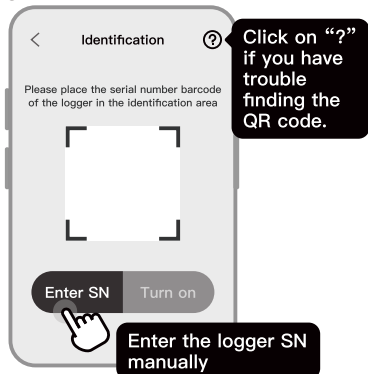 Identification
Click on “?”
if you have
trouble
finding the
QR code.
Please place the serial number barcode
of the logger in the identification area
Enter SN
Turn on
Enter the logger SN
manually